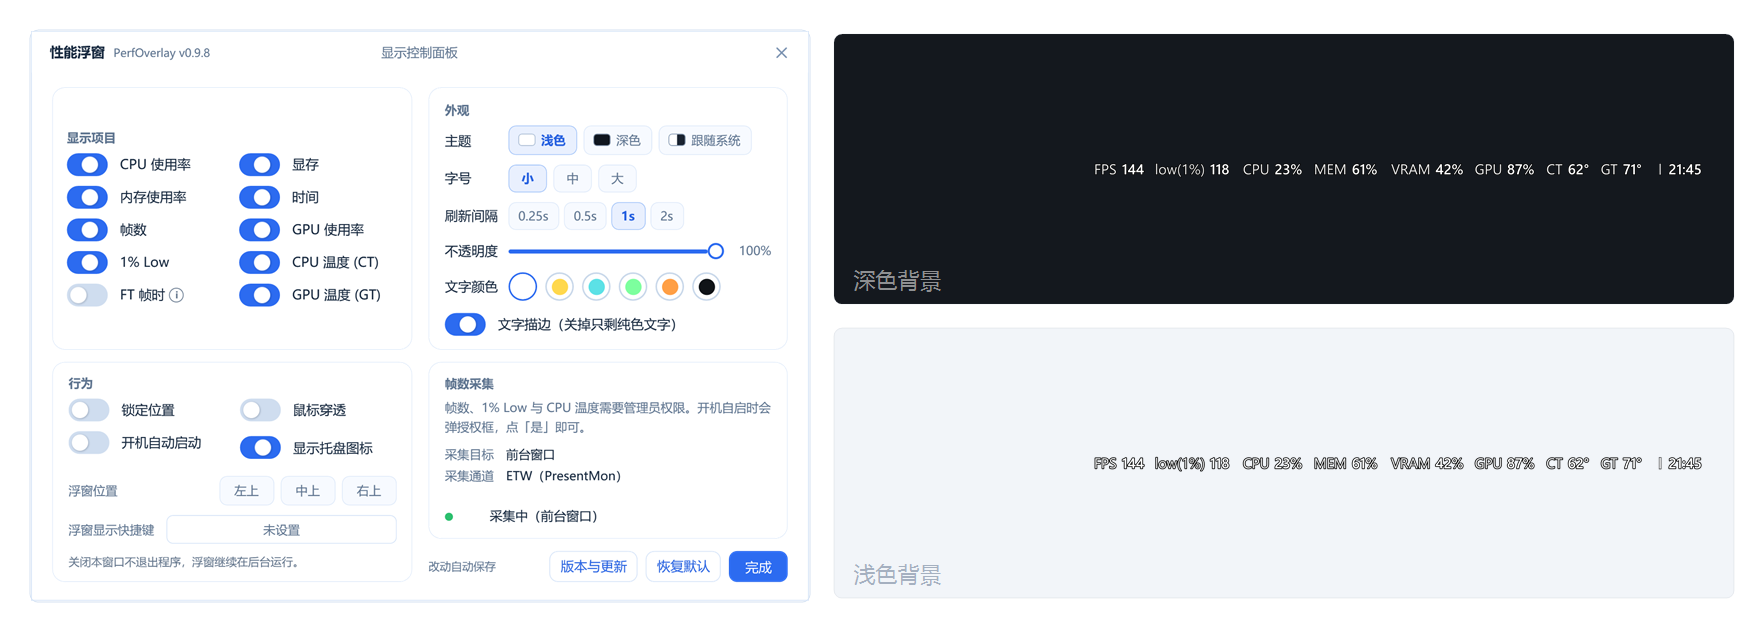 性能浮窗 PerfOverlay v0.9.8 显示控制面板
显示项目
CPU 使用率 显存
内存使用率 时间
帧数 GPU 使用率
1% Low CPU 温度 (CT)
FT 帧时 GPU 温度 (GT)
外观
主题 浅色 深色 跟随系统
字号 小 中 大
刷新间隔 0.25s 0.5s 1s 2s
不透明度 100%
文字颜色
文字描边（关掉只剩纯色文字）
行为
锁定位置 鼠标穿透
开机自动启动 显示托盘图标
浮窗位置 左上 中上 右上
浮窗显示快捷键 未设置
关闭本窗口不退出程序，浮窗继续在后台运行。
帧数采集
帧数、1% Low 与 CPU 温度需要管理员权限。开机自启时会
弹授权框，点「是」即可。
采集目标 前台窗口
采集通道 ETW（PresentMon）
采集中（前台窗口）
改动自动保存 版本与更新 恢复默认 完成
FPS 144 low(1%) 118 CPU 23% MEM 61% VRAM 42% GPU 87% CT 62° GT 71° | 21:45
深色背景
FPS 144 low(1%) 118 CPU 23% MEM 61% VRAM 42% GPU 87% CT 62° GT 71° | 21:45
浅色背景